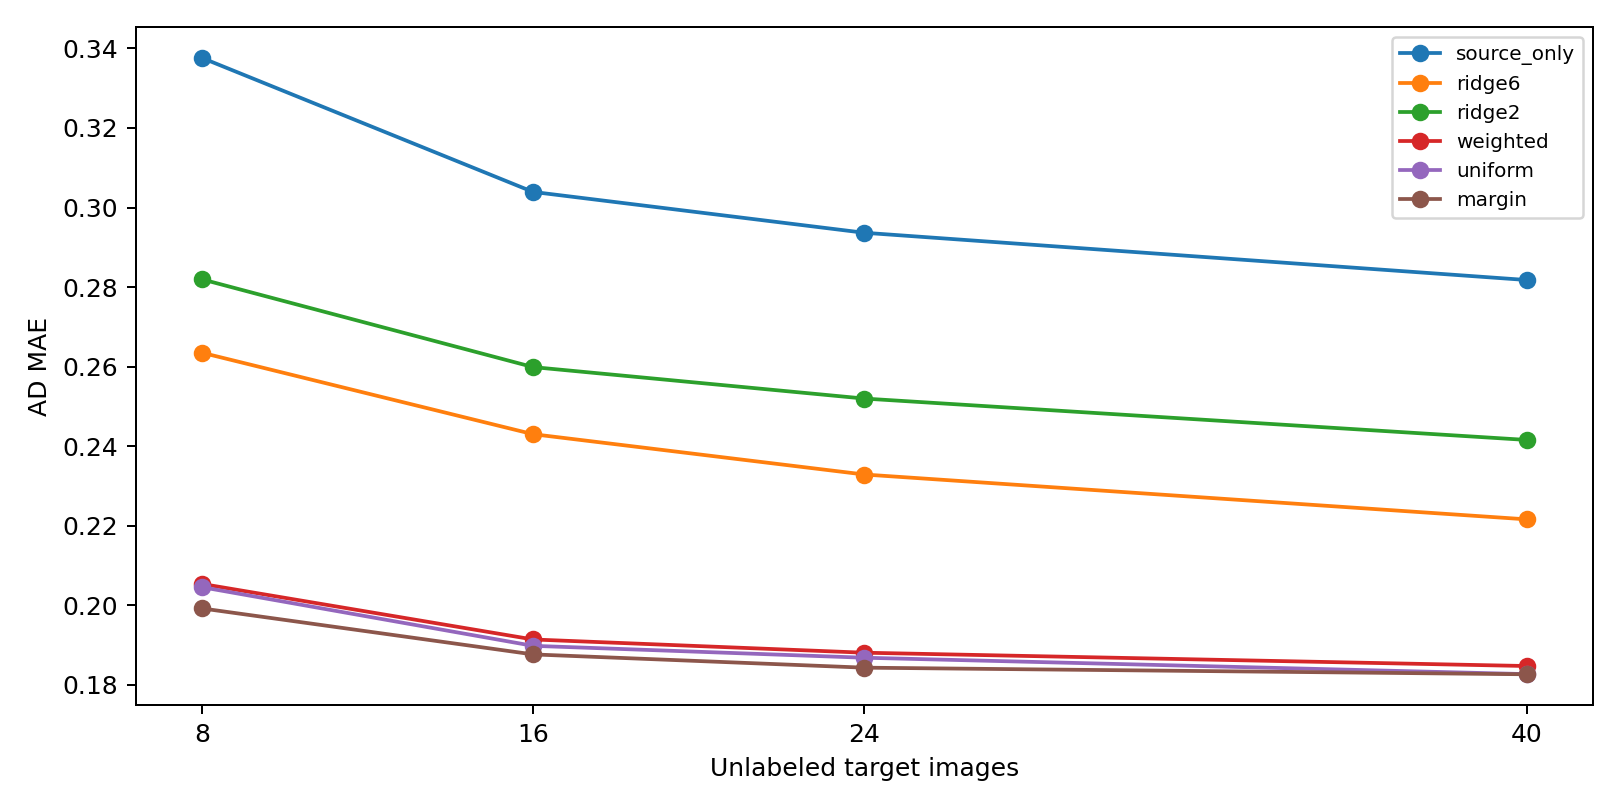 0.34
0.32
0.30
0.28
0.26
0.24
0.22
0.20
0.18
AD MAE
8
16
24
40
Unlabeled target images
source_only
ridge6
ridge2
weighted
uniform
margin